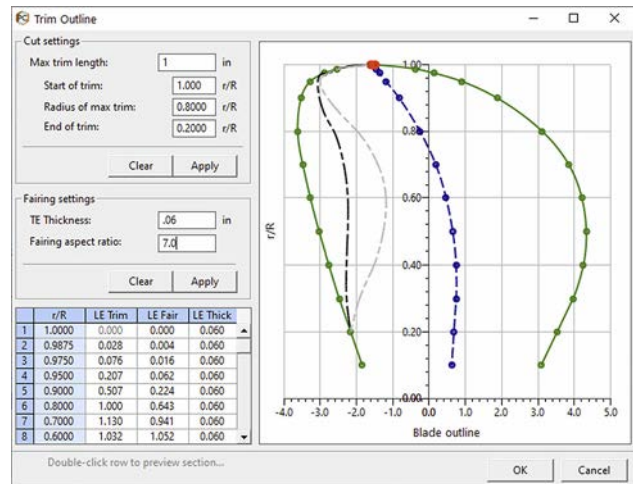 Trim Outline
Cut settings
Max trim length: 1 in
Start of trim: 1.000 r/R
Radius of max trim: 0.8000 r/R
End of trim: 0.2000 r/R
Clear Apply
Fairing settings
TE Thickness: .06 in
Fairing aspect ratio: 7.0
Clear Apply
r/R LE Trim LE Fair LE Thick
1 1.0000 0.000 0.000 0.060
2 0.9875 0.028 0.004 0.060
3 0.9750 0.076 0.016 0.060
4 0.9500 0.207 0.062 0.060
5 0.9000 0.507 0.224 0.060
6 0.8000 1.000 0.643 0.060
7 0.7000 1.130 0.941 0.060
8 0.6000 1.032 1.052 0.060
Double-click row to preview section...
1.00
0.80
0.60
0.40
0.20
0.00
r/R
-4.0 -3.0 -2.0 -1.0 0.0 1.0 2.0 3.0 4.0 5.0
Blade outline
OK Cancel